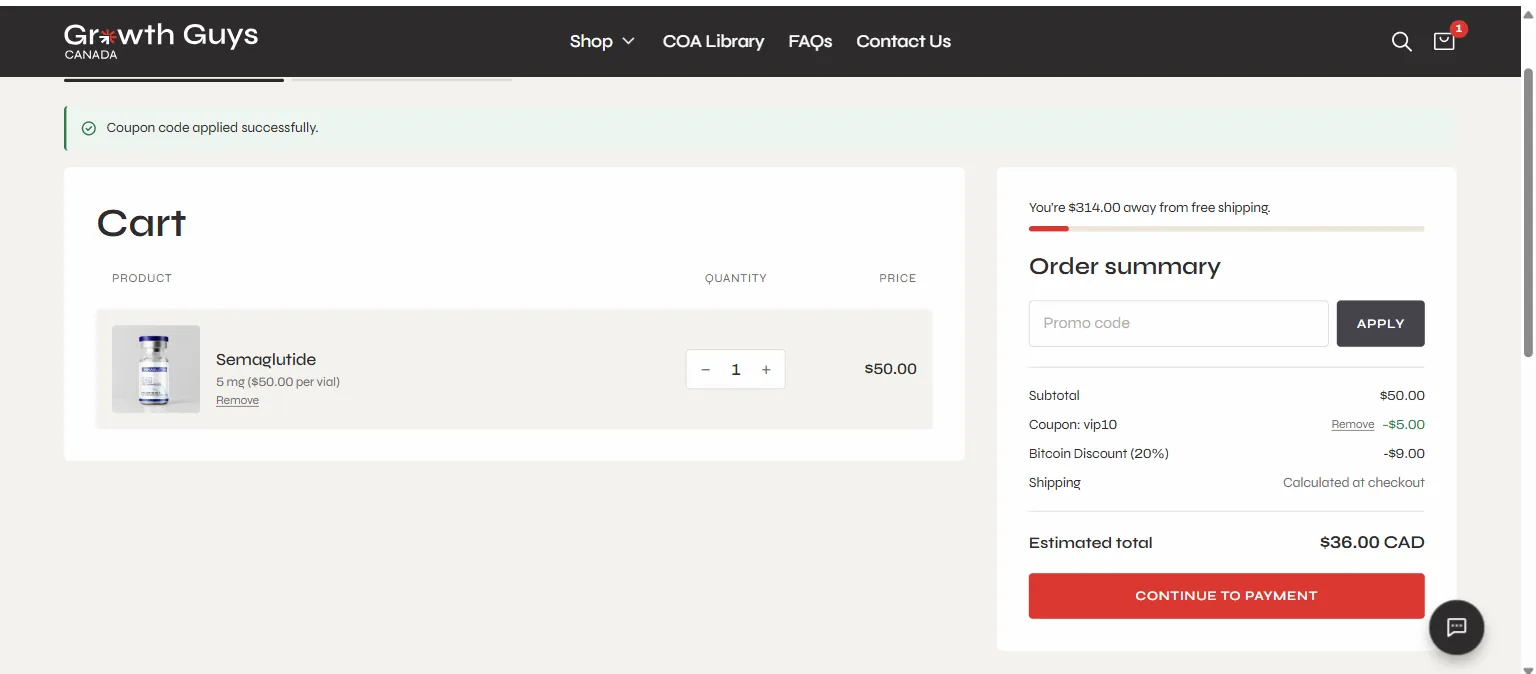 Growth Guys
CANADA
Shop
COA Library
FAQs
Contact Us
1
Coupon code applied successfully.
Cart
PRODUCT
QUANTITY
PRICE
Semaglutide
5 mg ($50.00 per vial)
Remove
− 1 +
$50.00
You're $314.00 away from free shipping.
Order summary
Promo code
APPLY
Subtotal $50.00
Coupon: vip10 Remove -$5.00
Bitcoin Discount (20%) -$9.00
Shipping Calculated at checkout
Estimated total $36.00 CAD
CONTINUE TO PAYMENT